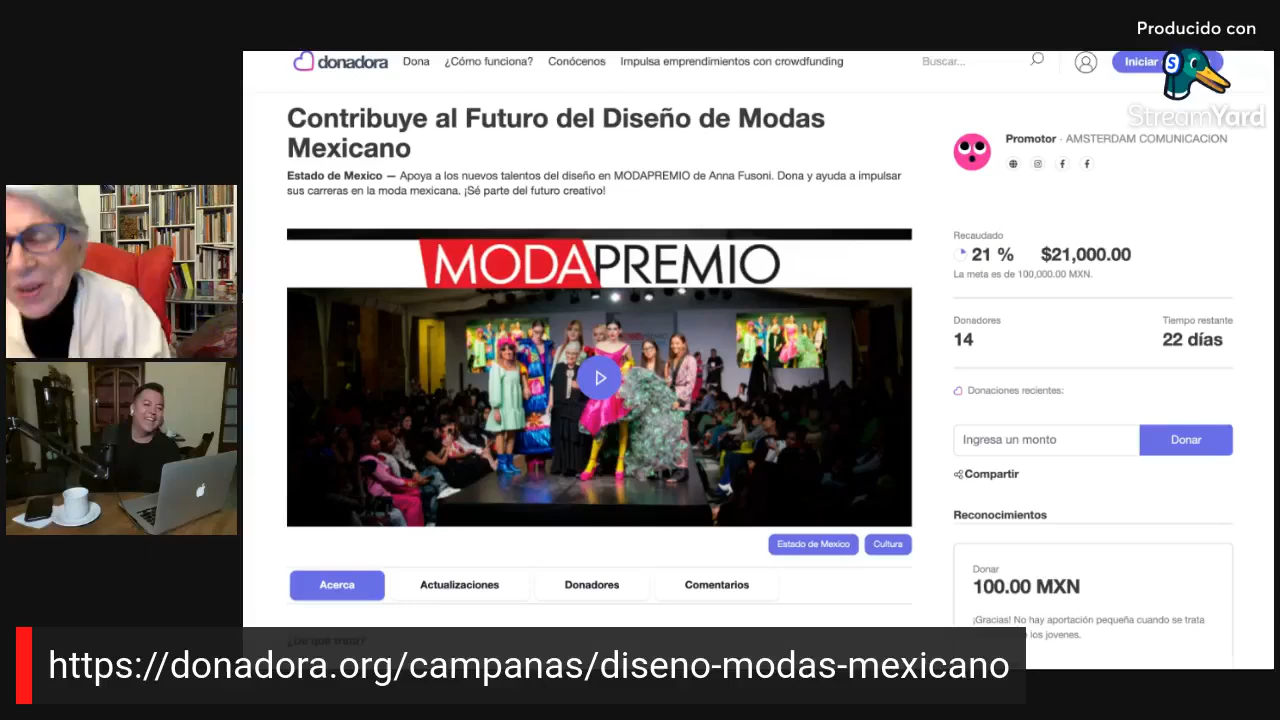 Producido con
StreamYard
donadora
Dona
¿Cómo funciona?
Conócenos
Impulsa emprendimientos con crowdfunding
Buscar...
Iniciar
Contribuye al Futuro del Diseño de Modas
Mexicano
Estado de Mexico — Apoya a los nuevos talentos del diseño en MODAPREMIO de Anna Fusoni. Dona y ayuda a impulsar
sus carreras en la moda mexicana. ¡Sé parte del futuro creativo!
MODAPREMIO
Estado de Mexico
Cultura
Acerca
Actualizaciones
Donadores
Comentarios
¿De qué trata?
Promotor · AMSTERDAM COMUNICACION
Recaudado
21 % $21,000.00
La meta es de 100,000.00 MXN.
Donadores
Tiempo restante
14
22 días
Donaciones recientes:
Ingresa un monto
Donar
Compartir
Reconocimientos
Donar
100.00 MXN
¡Gracias! No hay aportación pequeña cuando se trata
los jovenes.
https://donadora.org/campanas/diseno-modas-mexicano